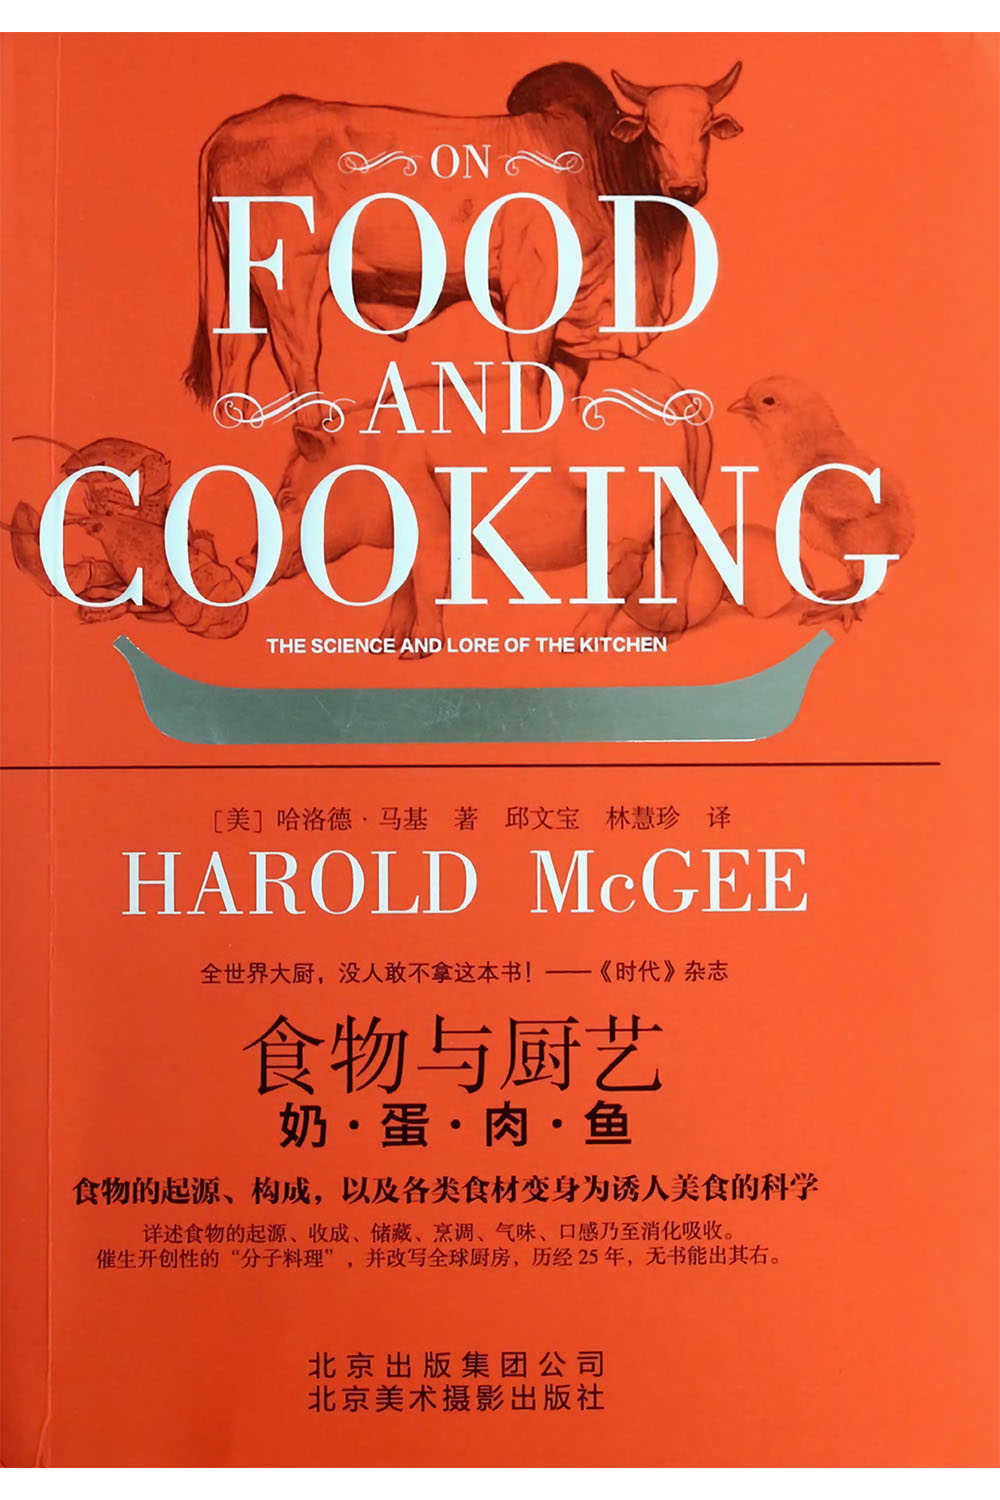 ON
FOOD
AND
COOKING
THE SCIENCE AND LORE OF THE KITCHEN
[美] 哈洛德·马基 著 邱文宝 林慧珍 译
HAROLD McGEE
全世界大厨，没人敢不拿这本书！——《时代》杂志
食物与厨艺
奶·蛋·肉·鱼
食物的起源、构成，以及各类食材变身为诱人美食的科学
详述食物的起源、收成、储藏、烹调、气味、口感乃至消化吸收。
催生开创性的“分子料理”，并改写全球厨房，历经 25 年，无书能出其右。
北京出版集团公司
北京美术摄影出版社